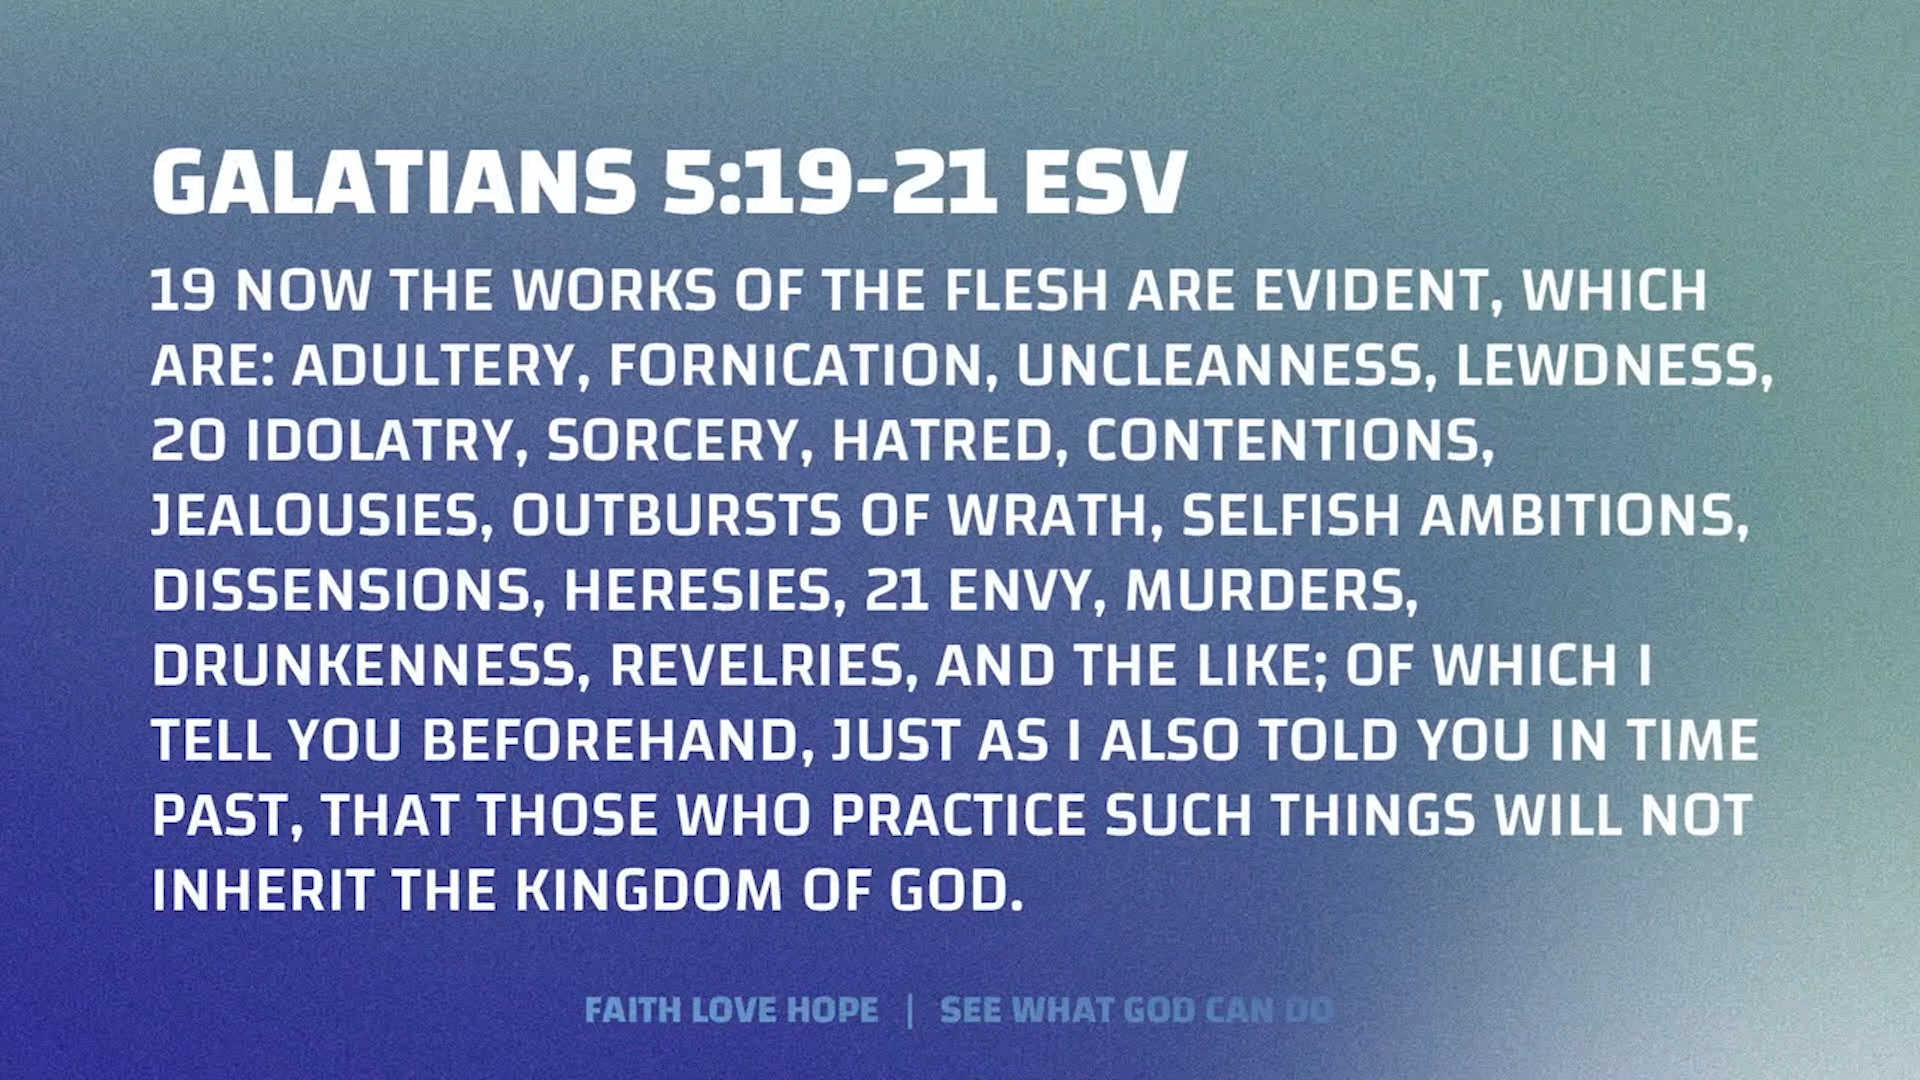 GALATIANS 5:19-21 ESV
19 NOW THE WORKS OF THE FLESH ARE EVIDENT, WHICH
ARE: ADULTERY, FORNICATION, UNCLEANNESS, LEWDNESS,
20 IDOLATRY, SORCERY, HATRED, CONTENTIONS,
JEALOUSIES, OUTBURSTS OF WRATH, SELFISH AMBITIONS,
DISSENSIONS, HERESIES, 21 ENVY, MURDERS,
DRUNKENNESS, REVELRIES, AND THE LIKE; OF WHICH I
TELL YOU BEFOREHAND, JUST AS I ALSO TOLD YOU IN TIME
PAST, THAT THOSE WHO PRACTICE SUCH THINGS WILL NOT
INHERIT THE KINGDOM OF GOD.
FAITH LOVE HOPE | SEE WHAT GOD CAN DO